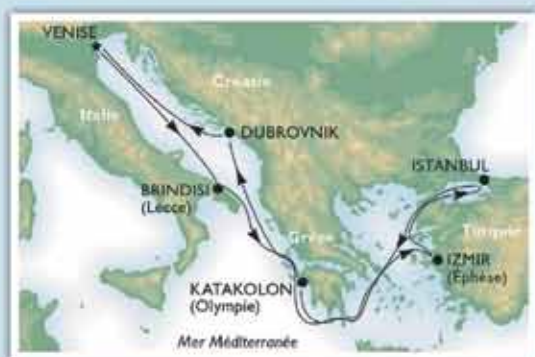 VENISE
Croatie
Italie
DUBROVNIK
ISTANBUL
BRINDISI
(Lecce)
Turquie
Grèce
IZMIR
(Ephèse)
KATAKOLON
(Olympie)
Mer Méditerranée